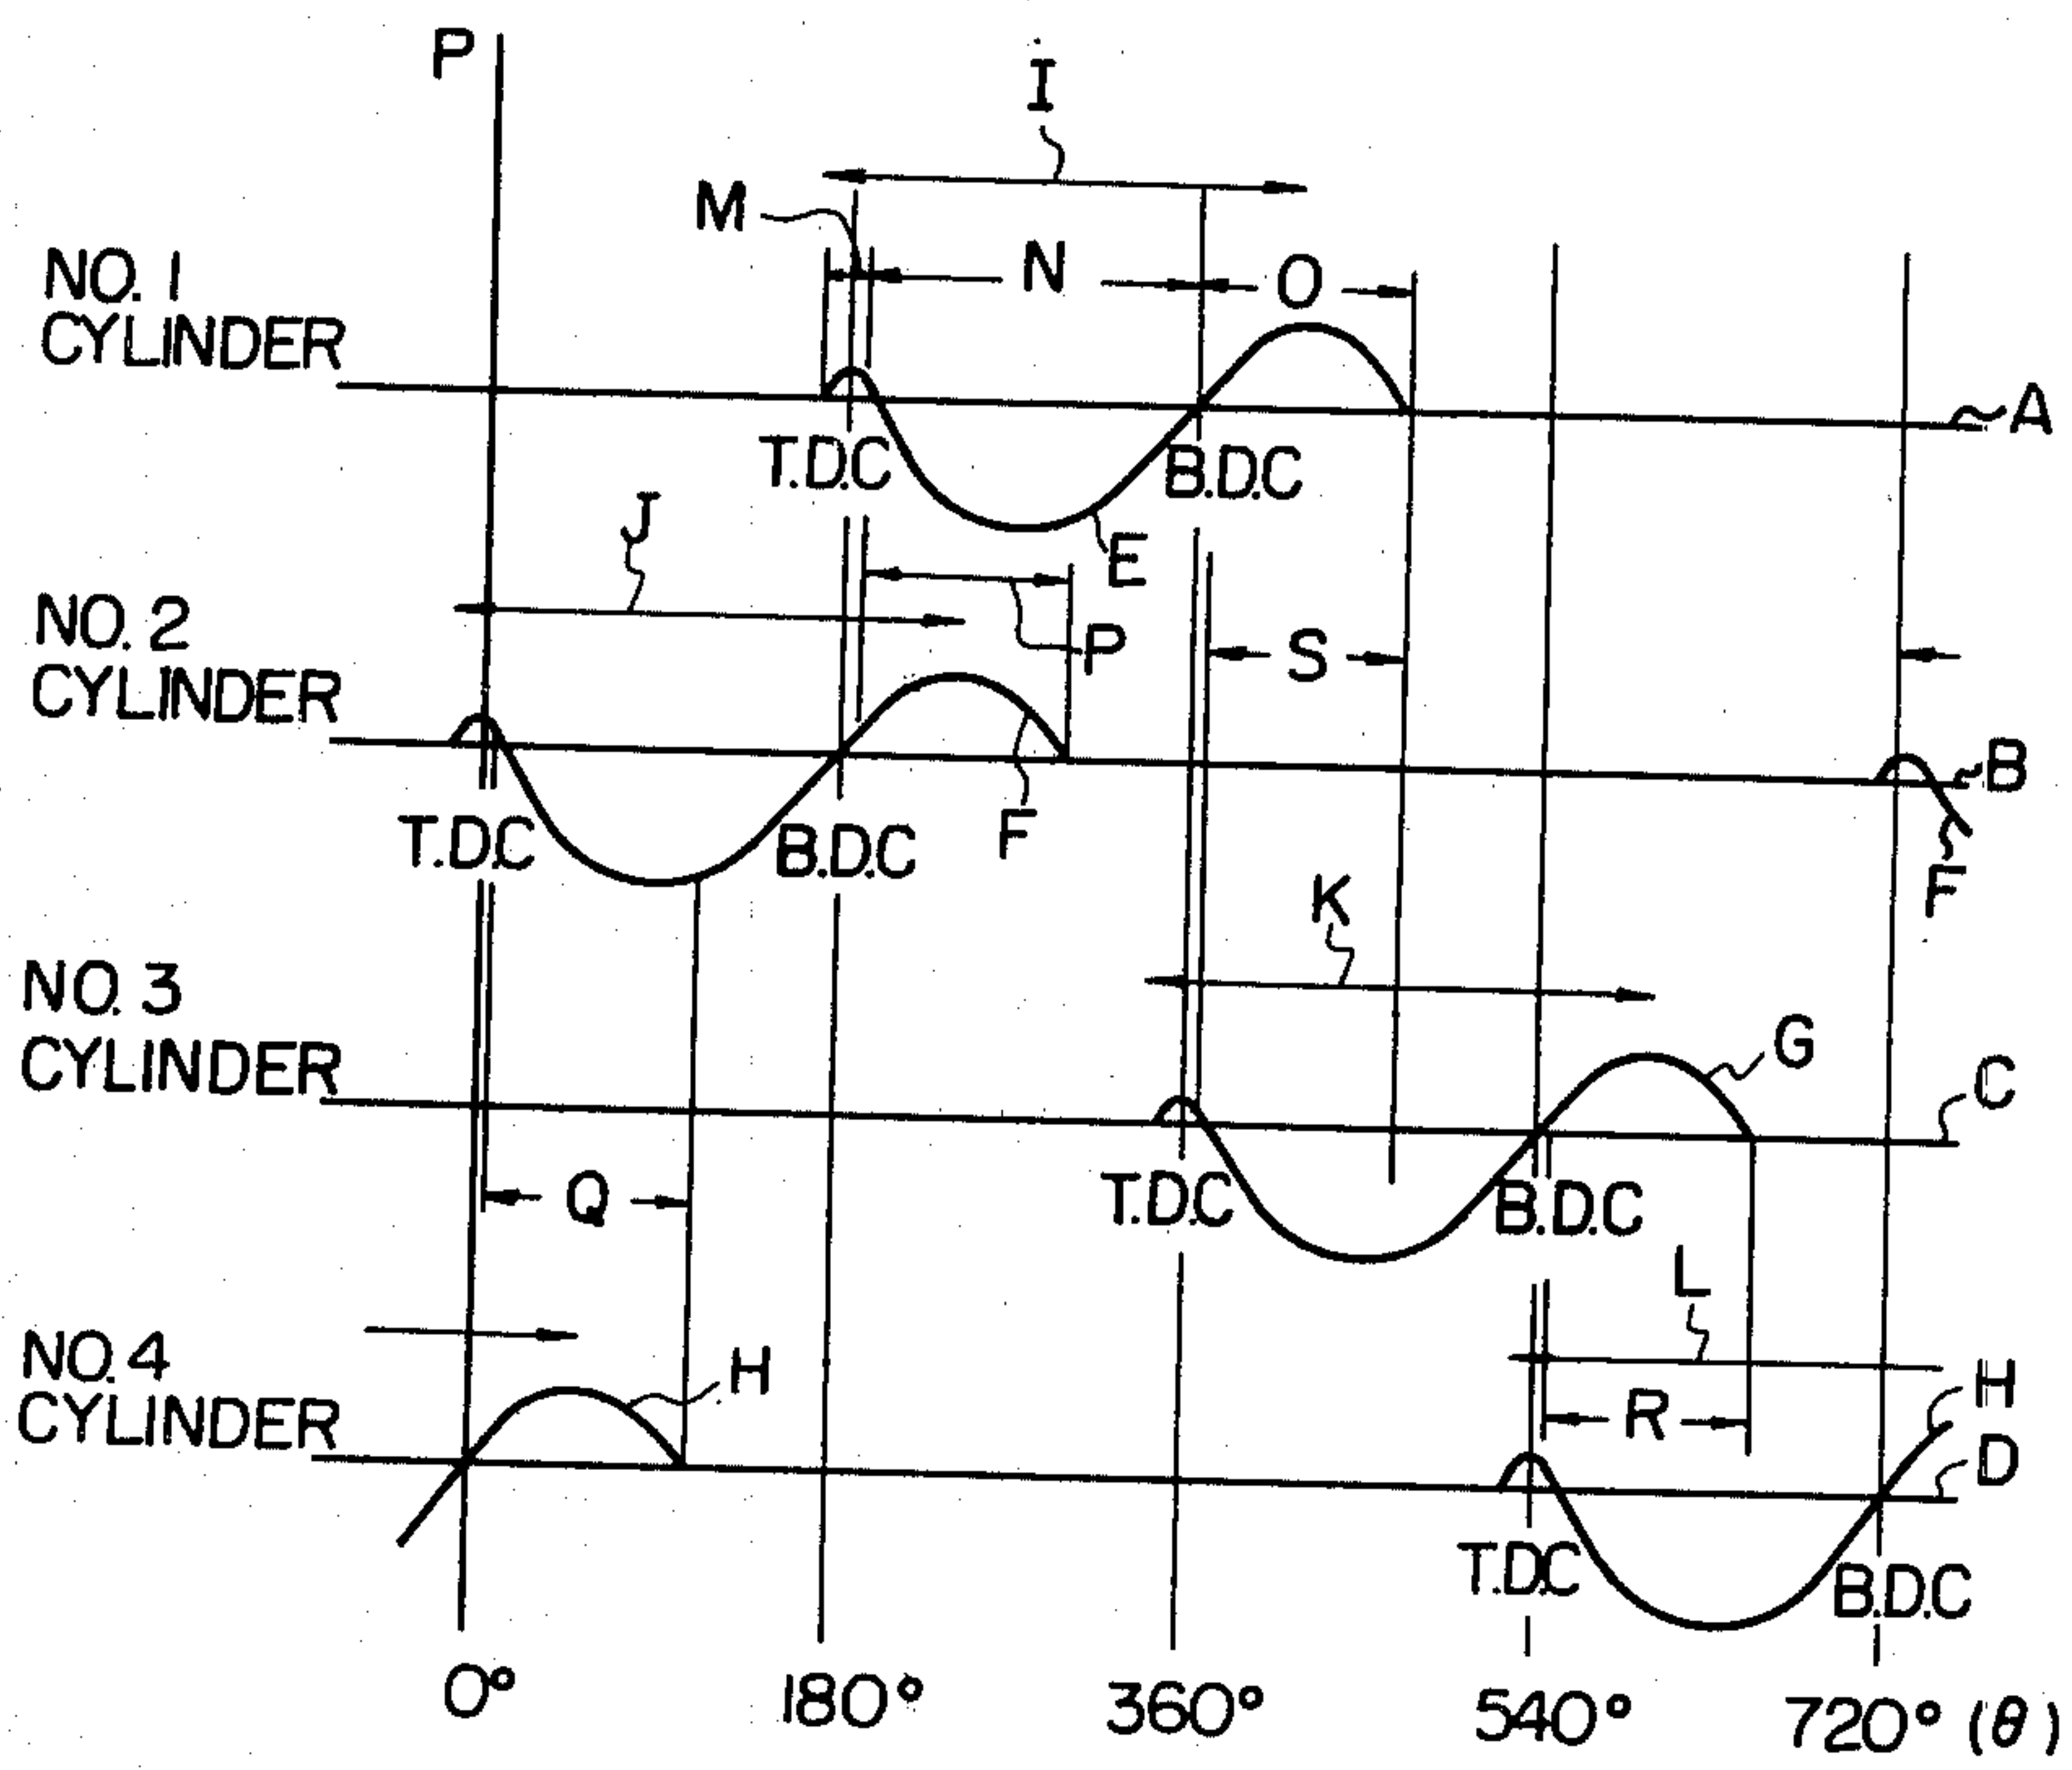 P
I
M
N
O
NO. 1
CYLINDER
A
T.D.C
B.D.C
E
J
P
S
NO. 2
CYLINDER
B
T.D.C
B.D.C
F
F
K
NO. 3
CYLINDER
G
C
Q
T.D.C
B.D.C
L
NO. 4
CYLINDER
H
R
H
D
T.D.C
B.D.C
0° 180° 360° 540° 720° (θ)